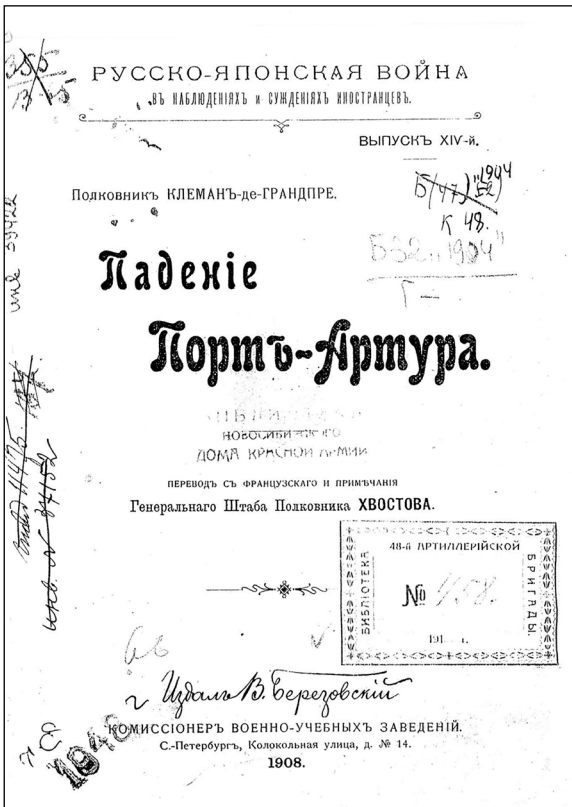 РУССКО-ЯПОНСКАЯ ВОЙНА
ВЪ НАБЛЮДЕНІЯХЪ И СУЖДЕНІЯХЪ ИНОСТРАНЦЕВЪ.
ВЫПУСКЪ XIV-й.
Полковникъ КЛЕМАНЪ-де-ГРАНДПРЕ.
К 48.
Б32 „1904"
Паденіе
Портъ-Артура.
ДОМА КРАСНОЙ АРМИИ
ПЕРЕВОДЪ СЪ ФРАНЦУЗСКАГО И ПРИМѢЧАНІЯ
Генеральнаго Штаба Полковника ХВОСТОВА.
48-й АРТИЛЛЕРІЙСКОЙ
БИБЛІОТЕКА
БРИГАДЫ.
№
Издалъ В. Березовскій
КОМИССІОНЕРЪ ВОЕННО-УЧЕБНЫХЪ ЗАВЕДЕНІЙ.
С.-Петербургъ, Колокольная улица, д. № 14.
1908.